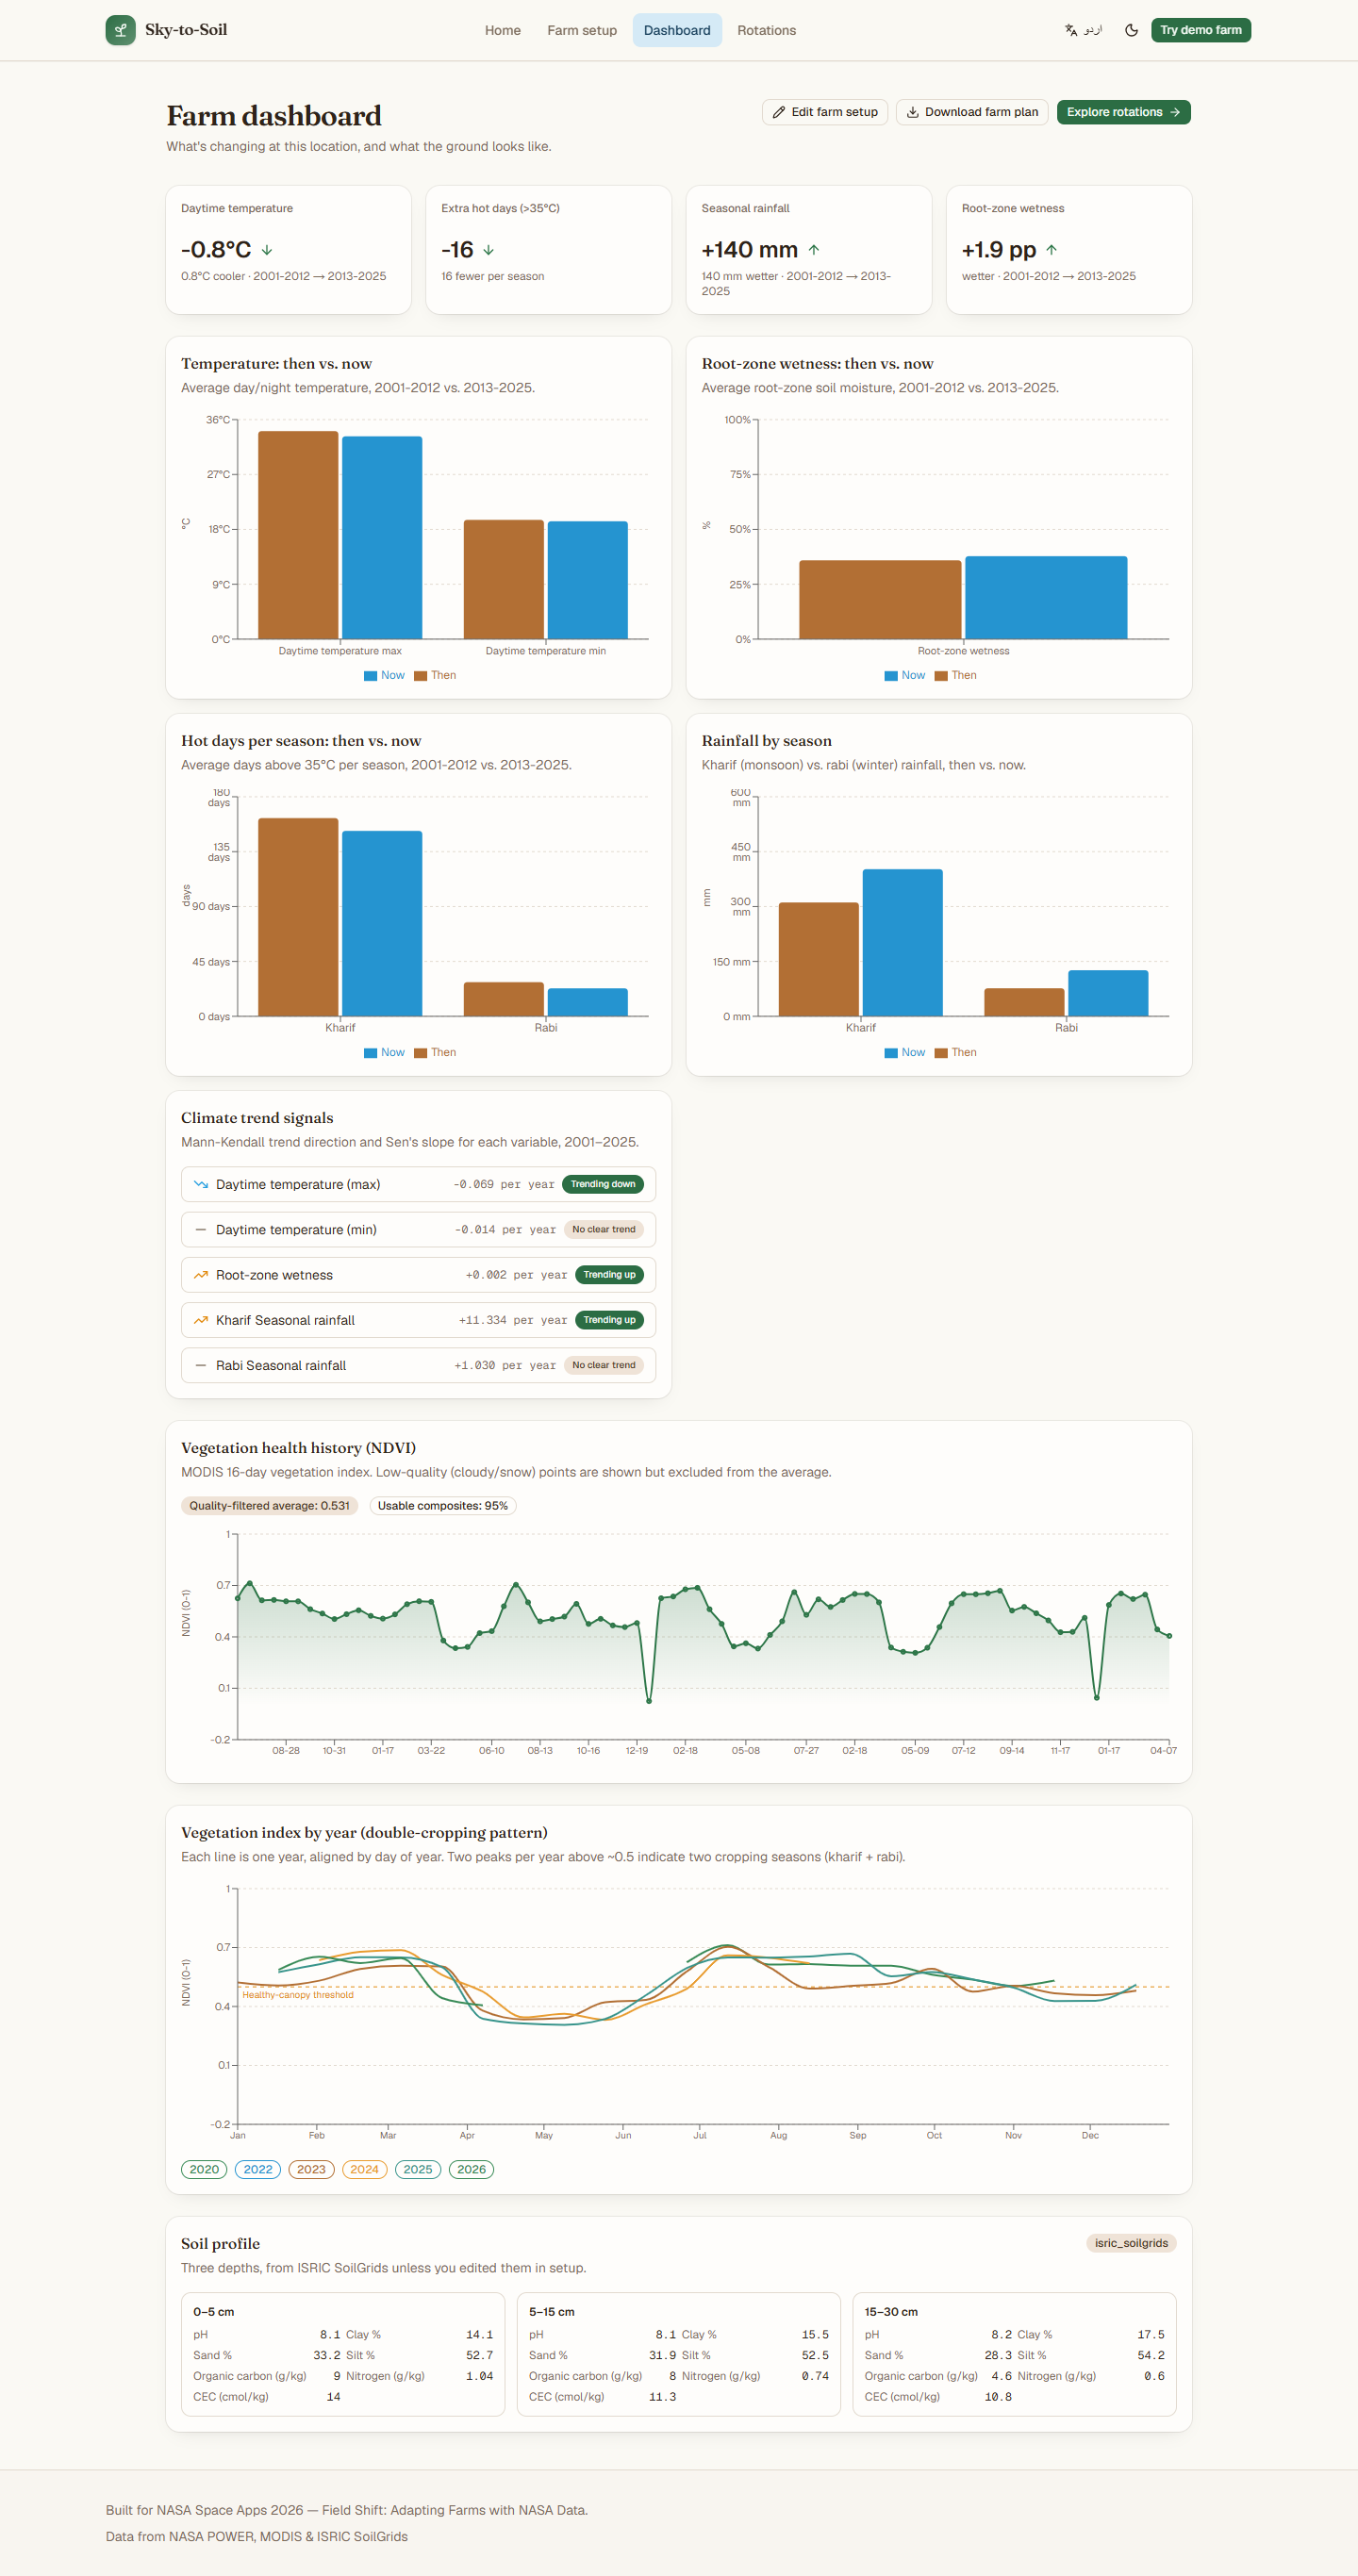 Sky-to-Soil
Home Farm setup Dashboard Rotations
اردو
Try demo farm
Farm dashboard
Edit farm setup
Download farm plan
Explore rotations →
What's changing at this location, and what the ground looks like.
Daytime temperature
-0.8°C ↓
0.8°C cooler · 2001-2012 → 2013-2025
Extra hot days (>35°C)
-16 ↓
16 fewer per season
Seasonal rainfall
+140 mm ↑
140 mm wetter · 2001-2012 → 2013-
2025
Root-zone wetness
+1.9 pp ↑
wetter · 2001-2012 → 2013-2025
Temperature: then vs. now
Average day/night temperature, 2001-2012 vs. 2013-2025.
36°C
27°C
18°C
9°C
0°C
°C
Daytime temperature max
Daytime temperature min
Now Then
Root-zone wetness: then vs. now
Average root-zone soil moisture, 2001-2012 vs. 2013-2025.
100%
75%
50%
25%
0%
%
Root-zone wetness
Now Then
Hot days per season: then vs. now
Average days above 35°C per season, 2001-2012 vs. 2013-2025.
180
days
135
days
90 days
45 days
0 days
days
Kharif
Rabi
Now Then
Rainfall by season
Kharif (monsoon) vs. rabi (winter) rainfall, then vs. now.
600
mm
450
mm
300
mm
150 mm
0 mm
mm
Kharif
Rabi
Now Then
Climate trend signals
Mann-Kendall trend direction and Sen's slope for each variable, 2001–2025.
Daytime temperature (max) -0.069 per year Trending down
Daytime temperature (min) -0.014 per year No clear trend
Root-zone wetness +0.002 per year Trending up
Kharif Seasonal rainfall +11.334 per year Trending up
Rabi Seasonal rainfall +1.030 per year No clear trend
Vegetation health history (NDVI)
MODIS 16-day vegetation index. Low-quality (cloudy/snow) points are shown but excluded from the average.
Quality-filtered average: 0.531
Usable composites: 95%
1
0.7
0.4
0.1
-0.2
NDVI (0-1)
08-28 10-31 01-17 03-22 06-10 08-13 10-16 12-19 02-18 05-08 07-27 02-18 05-09 07-12 09-14 11-17 01-17 04-07
Vegetation index by year (double-cropping pattern)
Each line is one year, aligned by day of year. Two peaks per year above ~0.5 indicate two cropping seasons (kharif + rabi).
1
0.7
0.4
0.1
-0.2
NDVI (0-1)
Healthy-canopy threshold
Jan Feb Mar Apr May Jun Jul Aug Sep Oct Nov Dec
2020 2022 2023 2024 2025 2026
Soil profile
isric_soilgrids
Three depths, from ISRIC SoilGrids unless you edited them in setup.
0–5 cm
pH 8.1 Clay % 14.1
Sand % 33.2 Silt % 52.7
Organic carbon (g/kg) 9 Nitrogen (g/kg) 1.04
CEC (cmol/kg) 14
5–15 cm
pH 8.1 Clay % 15.5
Sand % 31.9 Silt % 52.5
Organic carbon (g/kg) 8 Nitrogen (g/kg) 0.74
CEC (cmol/kg) 11.3
15–30 cm
pH 8.2 Clay % 17.5
Sand % 28.3 Silt % 54.2
Organic carbon (g/kg) 4.6 Nitrogen (g/kg) 0.6
CEC (cmol/kg) 10.8
Built for NASA Space Apps 2026 — Field Shift: Adapting Farms with NASA Data.
Data from NASA POWER, MODIS & ISRIC SoilGrids